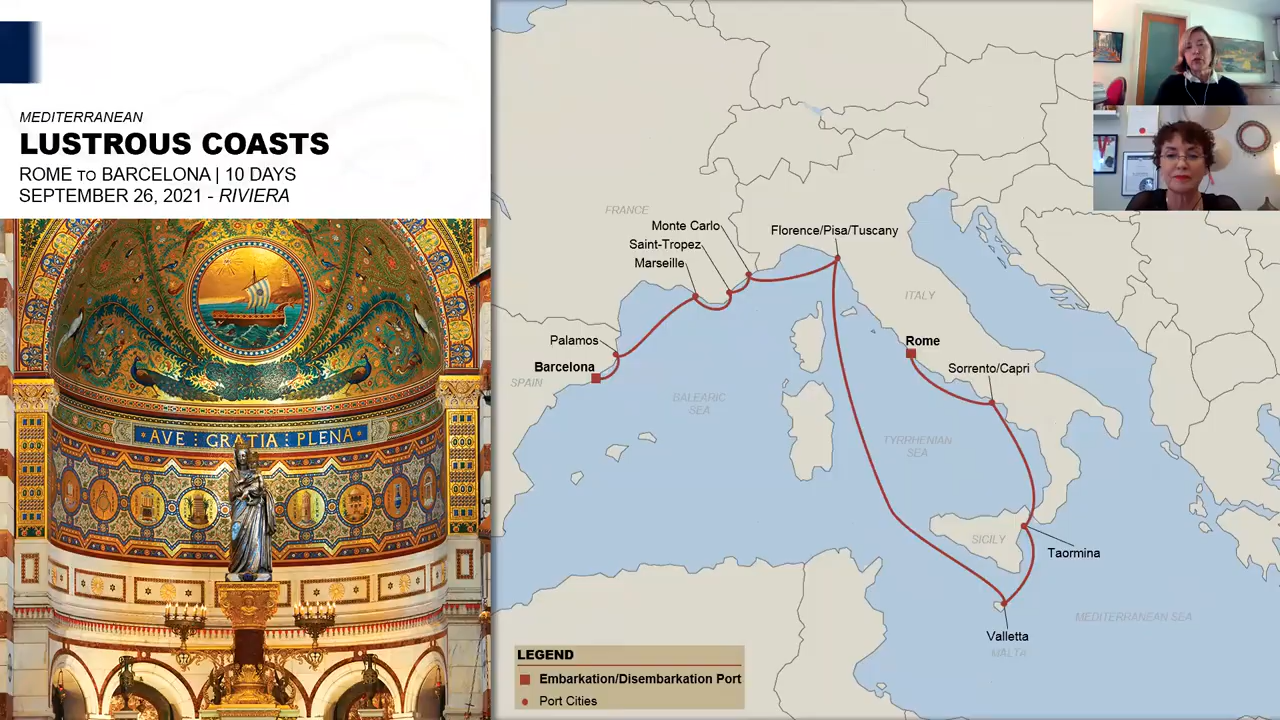 MEDITERRANEAN
LUSTROUS COASTS
ROME TO BARCELONA | 10 DAYS
SEPTEMBER 26, 2021 - RIVIERA
AVE : GRATIA : PLENA
FRANCE
Monte Carlo
Florence/Pisa/Tuscany
Saint-Tropez
Marseille
ITALY
Palamos
Rome
Barcelona
Sorrento/Capri
SPAIN
BALEARIC
SEA
TYRRHENIAN
SEA
SICILY
Taormina
MEDITERRANEAN SEA
Valletta
MALTA
LEGEND
Embarkation/Disembarkation Port
Port Cities